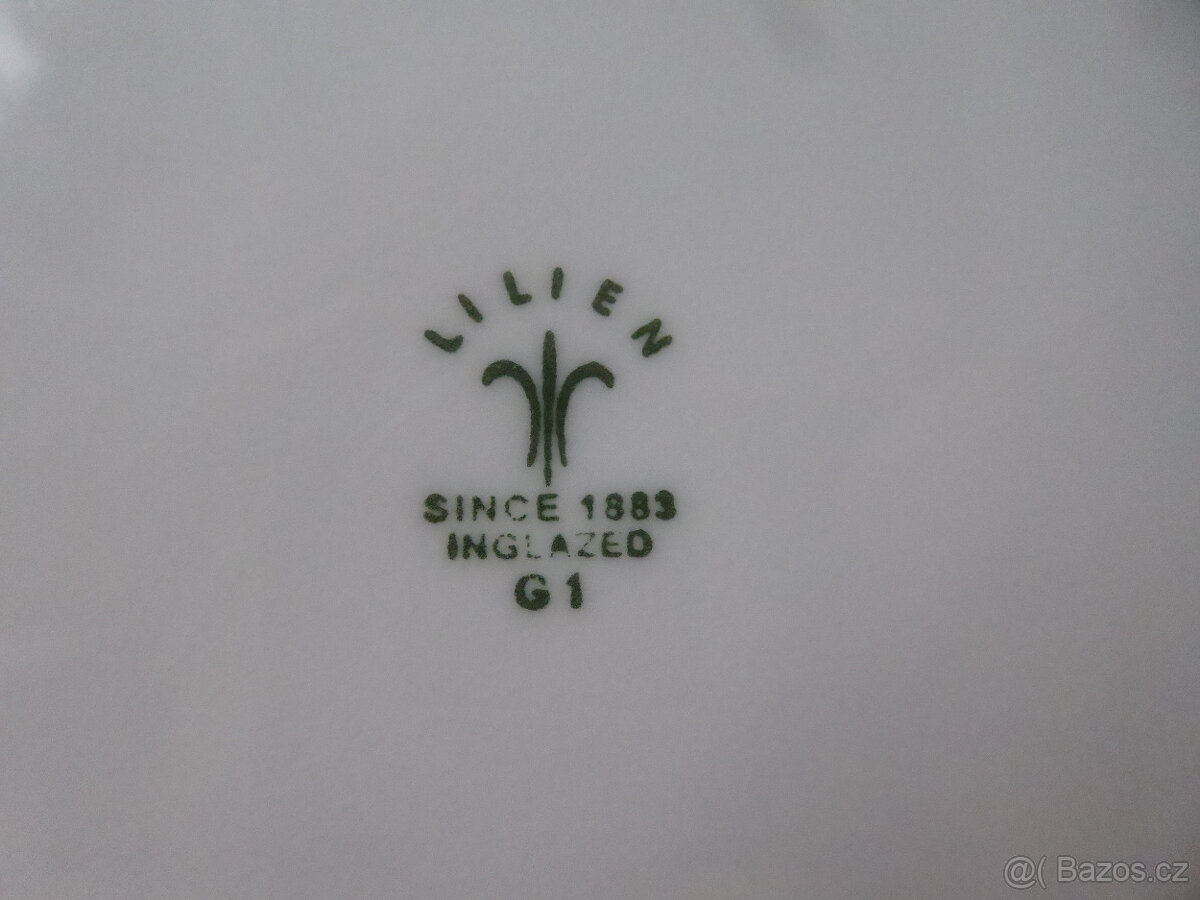 LILIEN
SINCE 1883
INGLAZED
G1
@( Bazos.cz